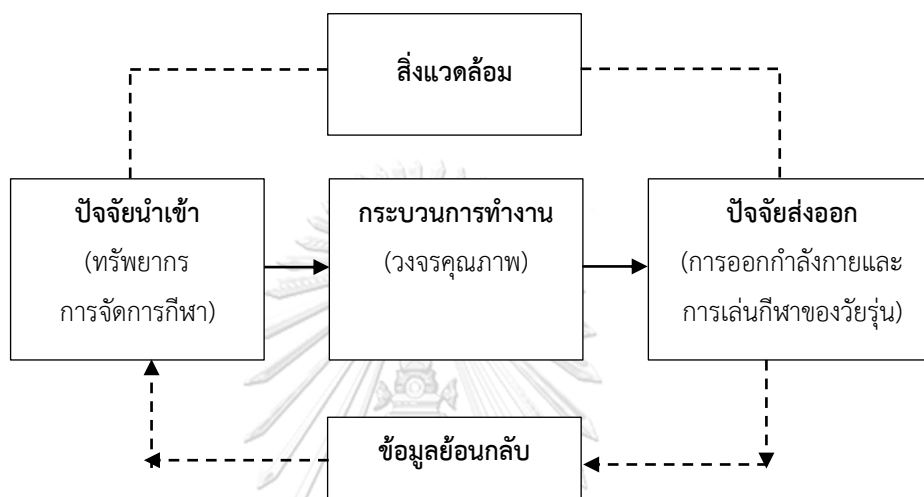 สิ่งแวดล้อม
ปัจจัยนำเข้า
(ทรัพยากร
การจัดการกีฬา)
กระบวนการทำงาน
(วงจรคุณภาพ)
ปัจจัยส่งออก
(การออกกำลังกายและ
การเล่นกีฬาของวัยรุ่น)
ข้อมูลย้อนกลับ